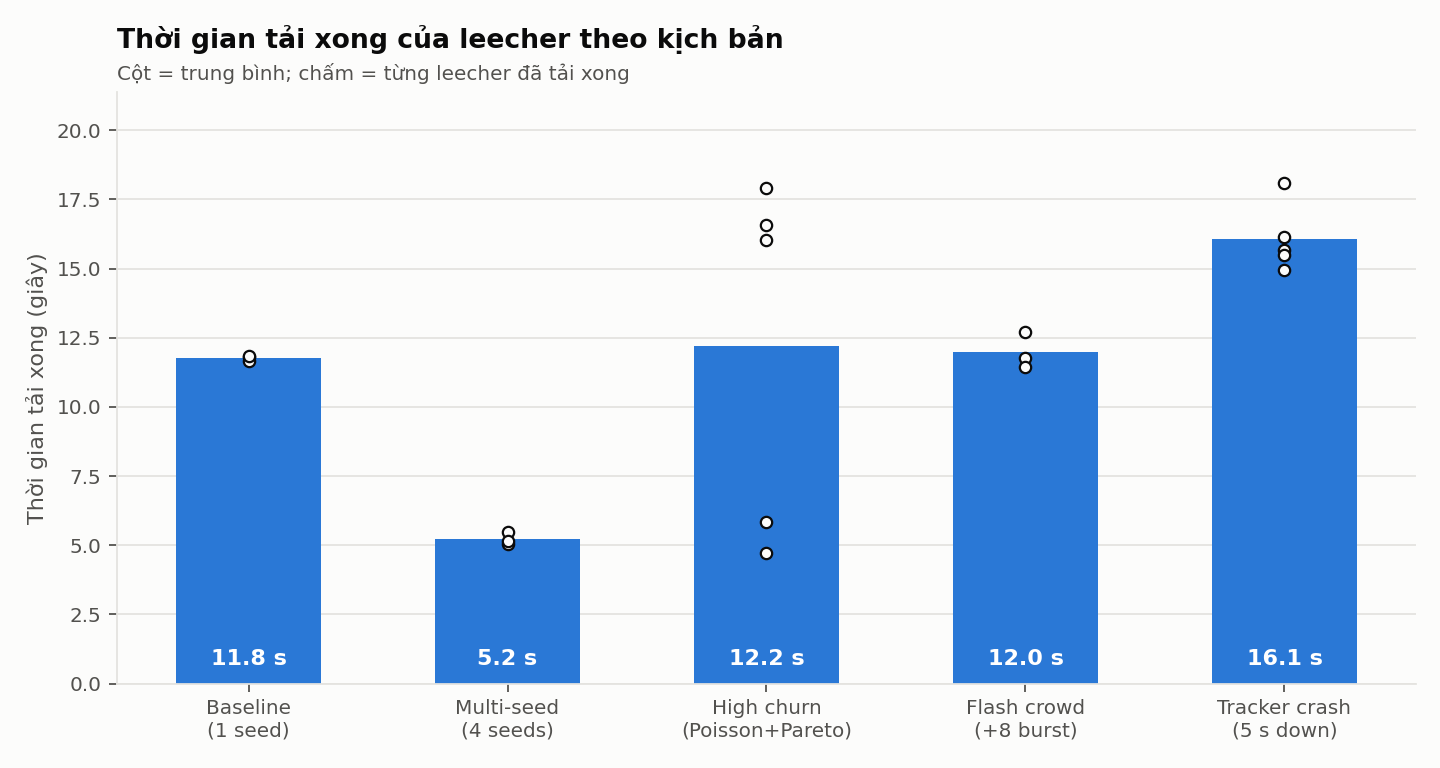 Thời gian tải xong của leecher theo kịch bản
Cột = trung bình; chấm = từng leecher đã tải xong
Thời gian tải xong (giây)
20.0
17.5
15.0
12.5
10.0
7.5
5.0
2.5
0.0
11.8 s
5.2 s
12.2 s
12.0 s
16.1 s
Baseline
(1 seed)
Multi-seed
(4 seeds)
High churn
(Poisson+Pareto)
Flash crowd
(+8 burst)
Tracker crash
(5 s down)